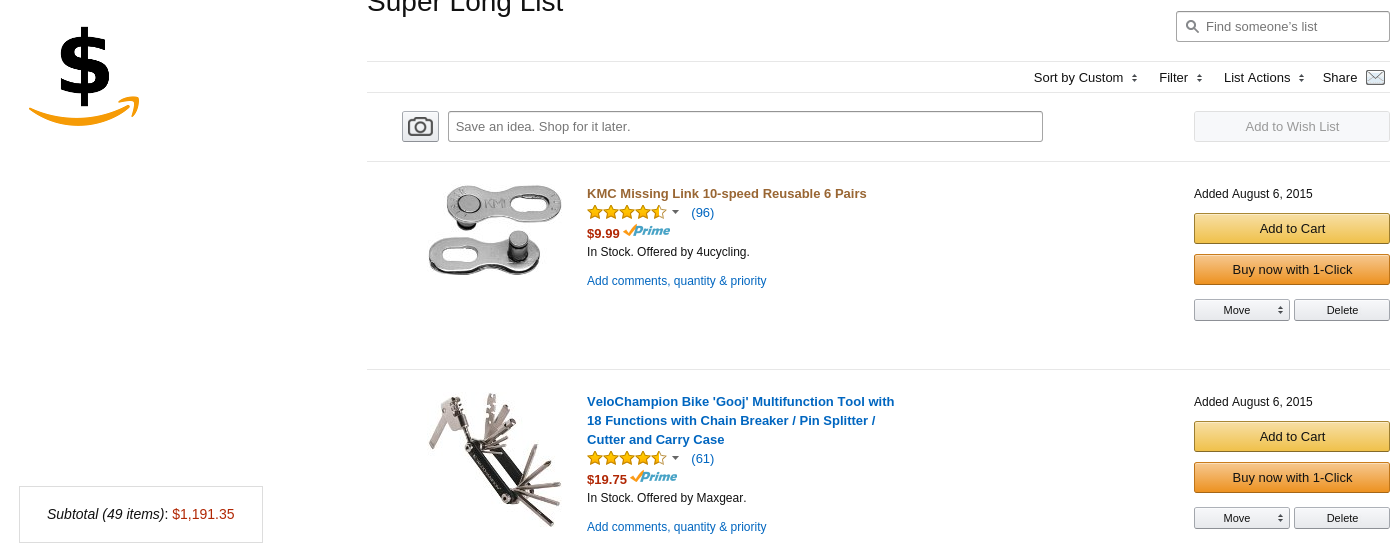 Super Long List
Find someone's list
Sort by Custom Filter List Actions Share
Save an idea. Shop for it later.
Add to Wish List
KMC Missing Link 10-speed Reusable 6 Pairs
(96)
$9.99 Prime
In Stock. Offered by 4ucycling.
Add comments, quantity & priority
Added August 6, 2015
Add to Cart
Buy now with 1-Click
Move Delete
VeloChampion Bike 'Gooj' Multifunction Tool with
18 Functions with Chain Breaker / Pin Splitter /
Cutter and Carry Case
(61)
$19.75 Prime
In Stock. Offered by Maxgear.
Add comments, quantity & priority
Added August 6, 2015
Add to Cart
Buy now with 1-Click
Move Delete
$
Subtotal (49 items): $1,191.35